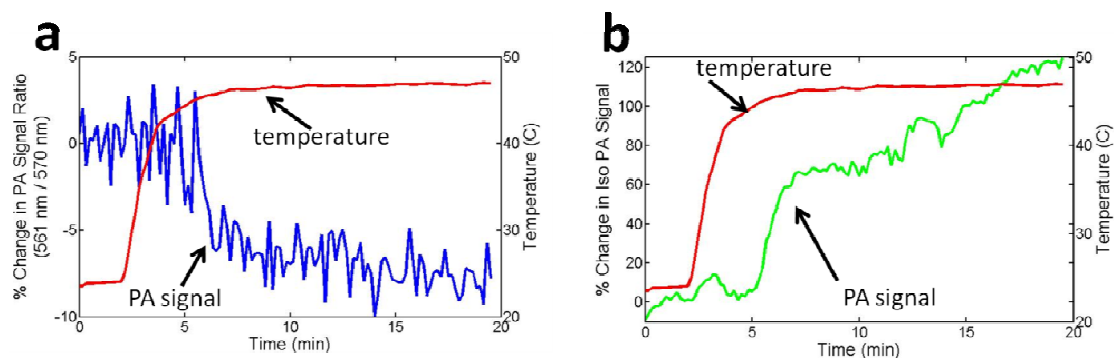 a
% Change in PA Signal Ratio
(561 nm / 570 nm)
5
0
-5
-10
temperature
PA signal
50
40
30
20
Temperature (C)
0
5
10
15
20
Time (min)
b
% Change in Iso PA Signal
120
100
80
60
40
20
0
temperature
PA signal
50
40
30
20
Temperature (C)
0
5
10
15
20
Time (min)